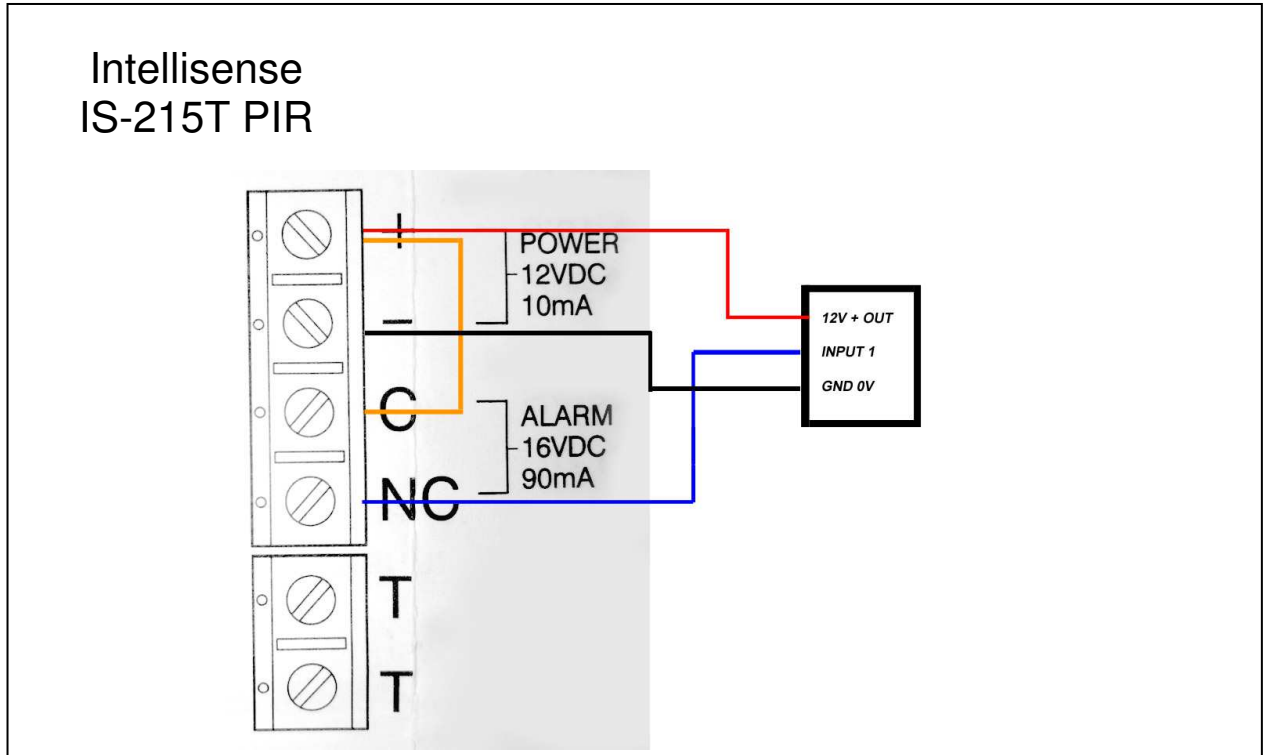 Intellisense
IS-215T PIR
+
POWER
12VDC
10mA
−
C
ALARM
16VDC
90mA
NC
T
T
12V + OUT
INPUT 1
GND 0V